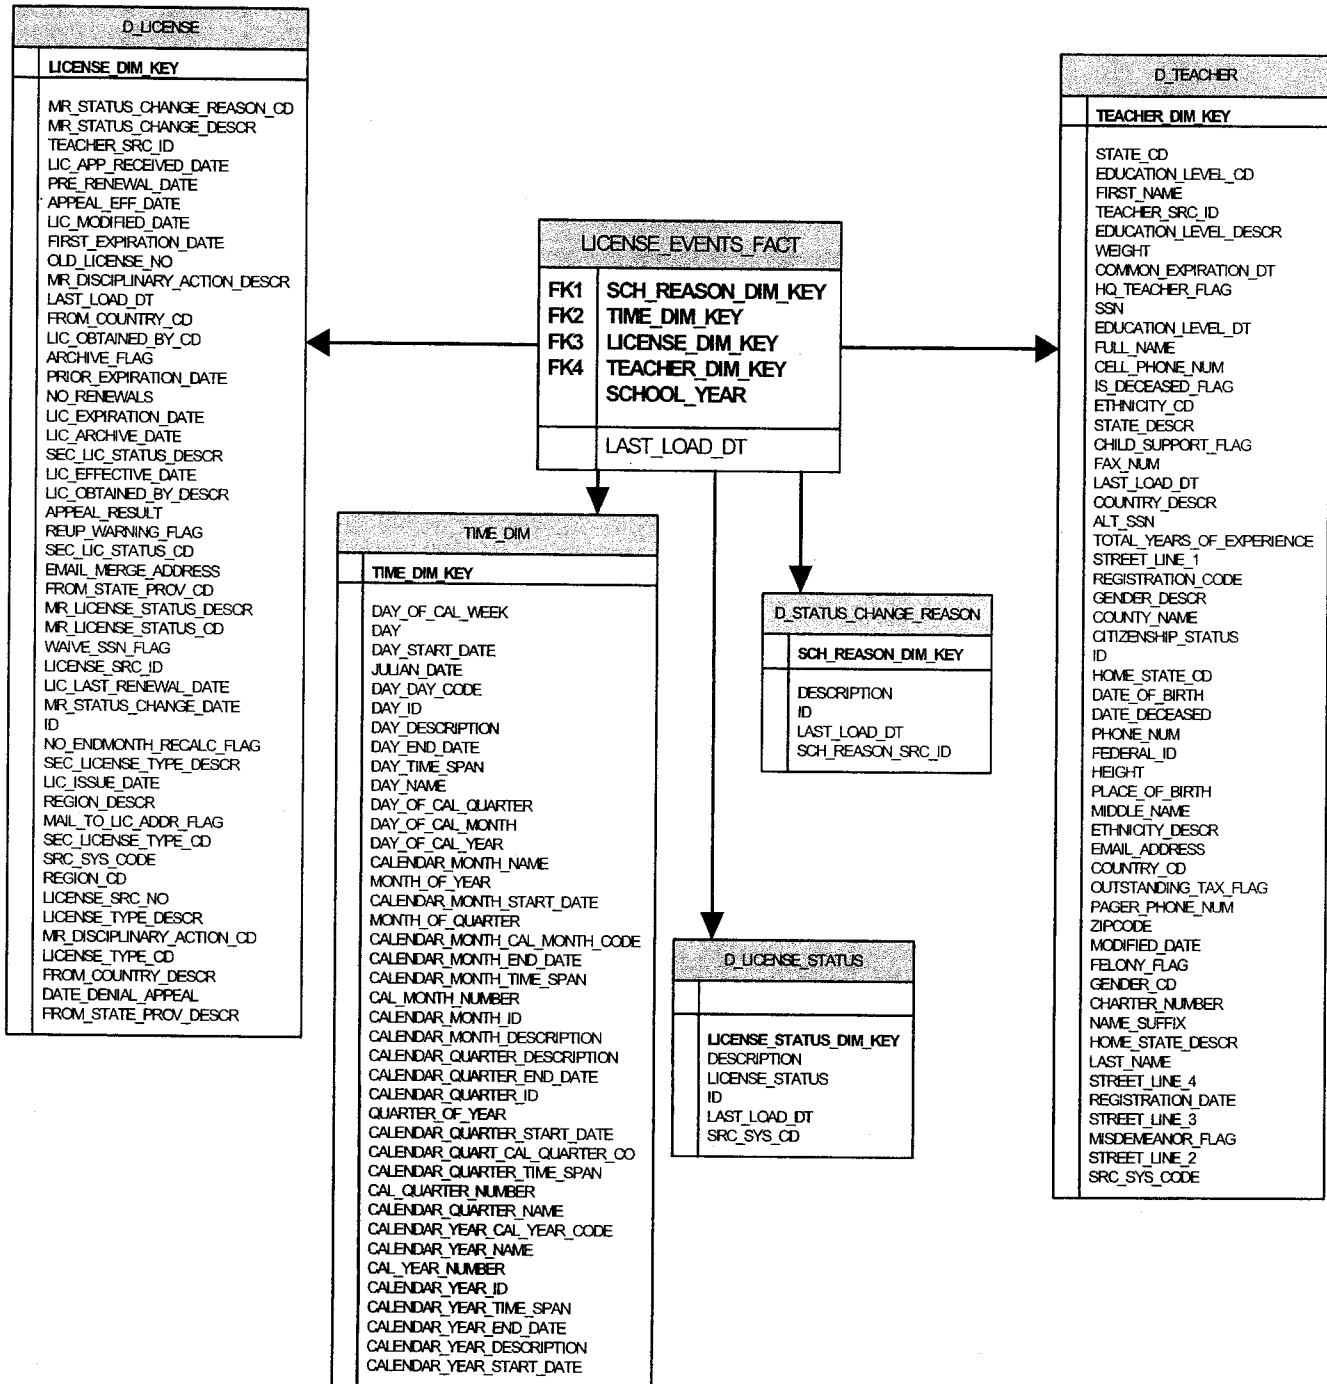 D_LICENSE
LICENSE_DIM_KEY
MR_STATUS_CHANGE_REASON_CD
MR_STATUS_CHANGE_DESCR
TEACHER_SRC_ID
LIC_APP_RECEIVED_DATE
PRE_RENEWAL_DATE
APPEAL_EFF_DATE
LIC_MODIFIED_DATE
FIRST_EXPIRATION_DATE
OLD_LICENSE_NO
MR_DISCIPLINARY_ACTION_DESCR
LAST_LOAD_DT
FROM_COUNTRY_CD
LIC_OBTAINED_BY_CD
ARCHIVE_FLAG
PRIOR_EXPIRATION_DATE
NO_RENEWALS
LIC_EXPIRATION_DATE
LIC_ARCHIVE_DATE
SEC_LIC_STATUS_DESCR
LIC_EFFECTIVE_DATE
LIC_OBTAINED_BY_DESCR
APPEAL_RESULT
REUP_WARNING_FLAG
SEC_LIC_STATUS_CD
EMAIL_MERGE_ADDRESS
FROM_STATE_PROV_CD
MR_LICENSE_STATUS_DESCR
MR_LICENSE_STATUS_CD
WAIVE_SSN_FLAG
LICENSE_SRC_ID
LIC_LAST_RENEWAL_DATE
MR_STATUS_CHANGE_DATE
ID
NO_ENDMONTH_RECALC_FLAG
SEC_LICENSE_TYPE_DESCR
LIC_ISSUE_DATE
REGION_DESCR
MAIL_TO_LIC_ADDR_FLAG
SEC_LICENSE_TYPE_CD
SRC_SYS_CODE
REGION_CD
LICENSE_SRC_NO
LICENSE_TYPE_DESCR
MR_DISCIPLINARY_ACTION_CD
LICENSE_TYPE_CD
FROM_COUNTRY_DESCR
DATE_DENIAL_APPEAL
FROM_STATE_PROV_DESCR
LICENSE_EVENTS_FACT
FK1 SCH_REASON_DIM_KEY
FK2 TIME_DIM_KEY
FK3 LICENSE_DIM_KEY
FK4 TEACHER_DIM_KEY
SCHOOL_YEAR
LAST_LOAD_DT
TIME_DIM
TIME_DIM_KEY
DAY_OF_CAL_WEEK
DAY
DAY_START_DATE
JULIAN_DATE
DAY_DAY_CODE
DAY_ID
DAY_DESCRIPTION
DAY_END_DATE
DAY_TIME_SPAN
DAY_NAME
DAY_OF_CAL_QUARTER
DAY_OF_CAL_MONTH
DAY_OF_CAL_YEAR
CALENDAR_MONTH_NAME
MONTH_OF_YEAR
CALENDAR_MONTH_START_DATE
MONTH_OF_QUARTER
CALENDAR_MONTH_CAL_MONTH_CODE
CALENDAR_MONTH_END_DATE
CALENDAR_MONTH_TIME_SPAN
CAL_MONTH_NUMBER
CALENDAR_MONTH_ID
CALENDAR_MONTH_DESCRIPTION
CALENDAR_QUARTER_DESCRIPTION
CALENDAR_QUARTER_END_DATE
CALENDAR_QUARTER_ID
QUARTER_OF_YEAR
CALENDAR_QUARTER_START_DATE
CALENDAR_QUART_CAL_QUARTER_CO
CALENDAR_QUARTER_TIME_SPAN
CAL_QUARTER_NUMBER
CALENDAR_QUARTER_NAME
CALENDAR_YEAR_CAL_YEAR_CODE
CALENDAR_YEAR_NAME
CAL_YEAR_NUMBER
CALENDAR_YEAR_ID
CALENDAR_YEAR_TIME_SPAN
CALENDAR_YEAR_END_DATE
CALENDAR_YEAR_DESCRIPTION
CALENDAR_YEAR_START_DATE
D_STATUS_CHANGE_REASON
SCH_REASON_DIM_KEY
DESCRIPTION
ID
LAST_LOAD_DT
SCH_REASON_SRC_ID
D_LICENSE_STATUS
LICENSE_STATUS_DIM_KEY
DESCRIPTION
LICENSE_STATUS
ID
LAST_LOAD_DT
SRC_SYS_CD
D_TEACHER
TEACHER_DIM_KEY
STATE_CD
EDUCATION_LEVEL_CD
FIRST_NAME
TEACHER_SRC_ID
EDUCATION_LEVEL_DESCR
WEIGHT
COMMON_EXPIRATION_DT
HQ_TEACHER_FLAG
SSN
EDUCATION_LEVEL_DT
FULL_NAME
CELL_PHONE_NUM
IS_DECEASED_FLAG
ETHNICITY_CD
STATE_DESCR
CHILD_SUPPORT_FLAG
FAX_NUM
LAST_LOAD_DT
COUNTRY_DESCR
ALT_SSN
TOTAL_YEARS_OF_EXPERIENCE
STREET_LINE_1
REGISTRATION_CODE
GENDER_DESCR
COUNTY_NAME
CITIZENSHIP_STATUS
ID
HOME_STATE_CD
DATE_OF_BIRTH
DATE_DECEASED
PHONE_NUM
FEDERAL_ID
HEIGHT
PLACE_OF_BIRTH
MIDDLE_NAME
ETHNICITY_DESCR
EMAIL_ADDRESS
COUNTRY_CD
OUTSTANDING_TAX_FLAG
PAGER_PHONE_NUM
ZIPCODE
MODIFIED_DATE
FELONY_FLAG
GENDER_CD
CHARTER_NUMBER
NAME_SUFFIX
HOME_STATE_DESCR
LAST_NAME
STREET_LINE_4
REGISTRATION_DATE
STREET_LINE_3
MISDEMEANOR_FLAG
STREET_LINE_2
SRC_SYS_CODE